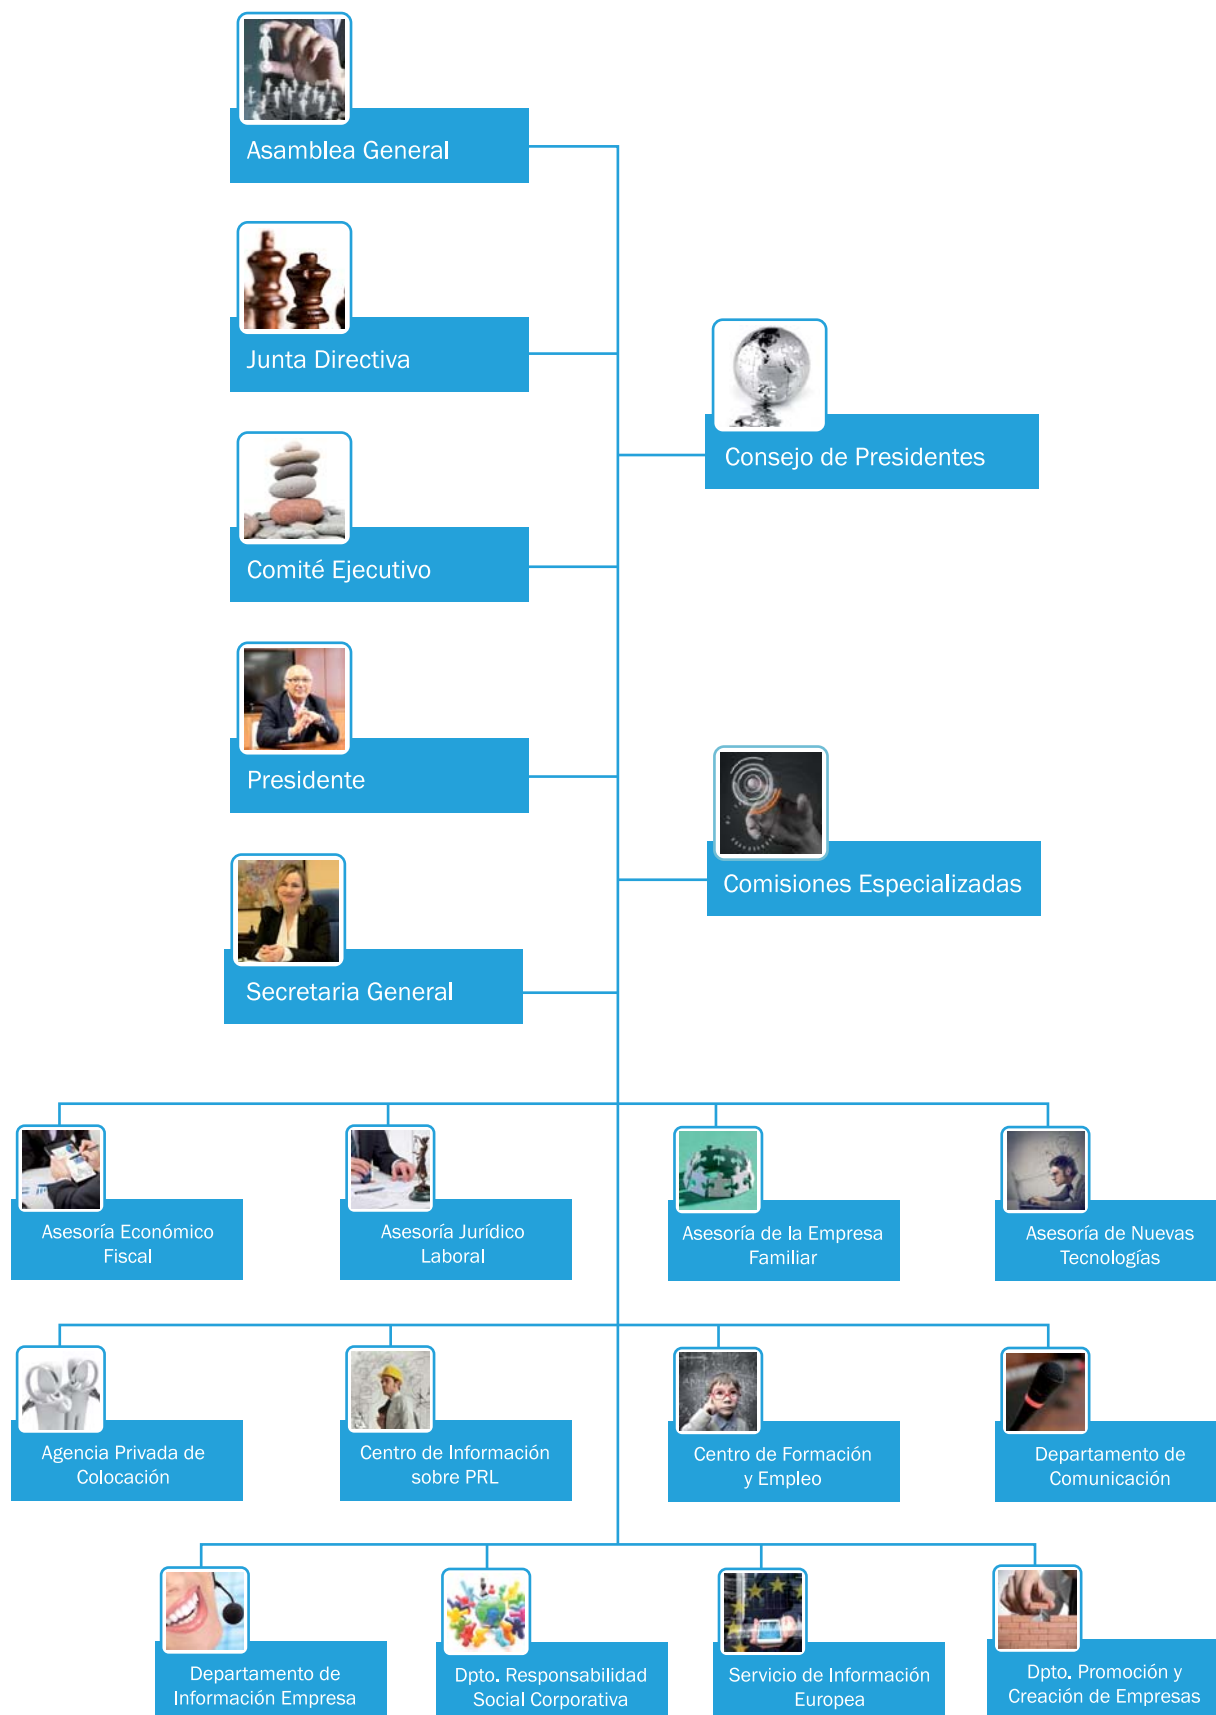 Asamblea General
Junta Directiva
Consejo de Presidentes
Comité Ejecutivo
Presidente
Comisiones Especializadas
Secretaria General
Asesoría Económico
Fiscal
Asesoría Jurídico
Laboral
Asesoría de la Empresa
Familiar
Asesoría de Nuevas
Tecnologías
Agencia Privada de
Colocación
Centro de Información
sobre PRL
Centro de Formación
y Empleo
Departamento de
Comunicación
Departamento de
Información Empresa
Dpto. Responsabilidad
Social Corporativa
Servicio de Información
Europea
Dpto. Promoción y
Creación de Empresas